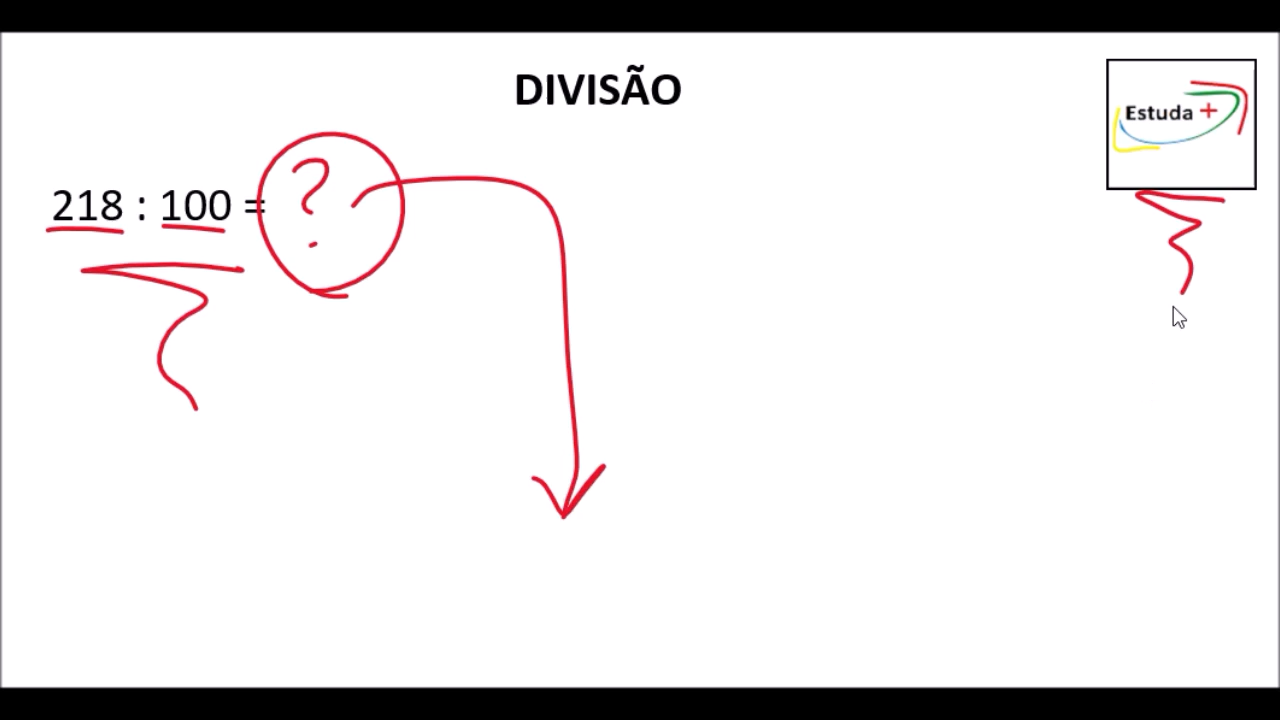 DIVISÃO
Estuda +
218 : 100 = ?